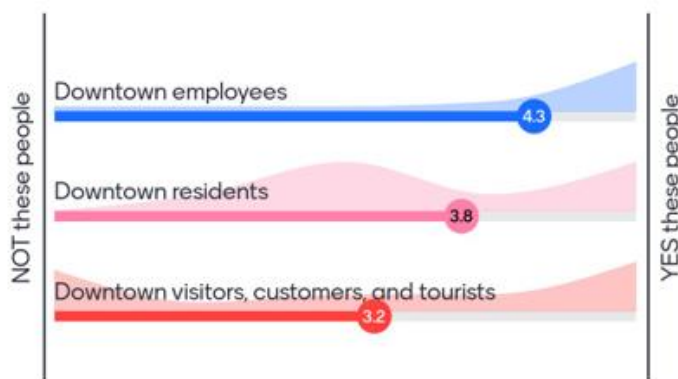 NOT these people
Downtown employees
4.3
Downtown residents
3.8
Downtown visitors, customers, and tourists
3.2
YES these people